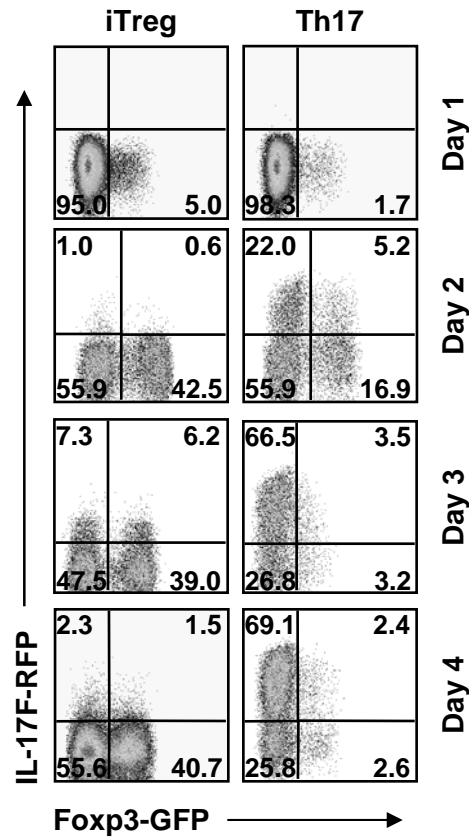 iTreg Th17
95.0 5.0 98.3 1.7
Day 1
1.0 0.6 22.0 5.2
55.9 42.5 55.9 16.9
Day 2
7.3 6.2 66.5 3.5
47.5 39.0 26.8 3.2
Day 3
2.3 1.5 69.1 2.4
55.6 40.7 25.8 2.6
Day 4
IL-17F-RFP
Foxp3-GFP